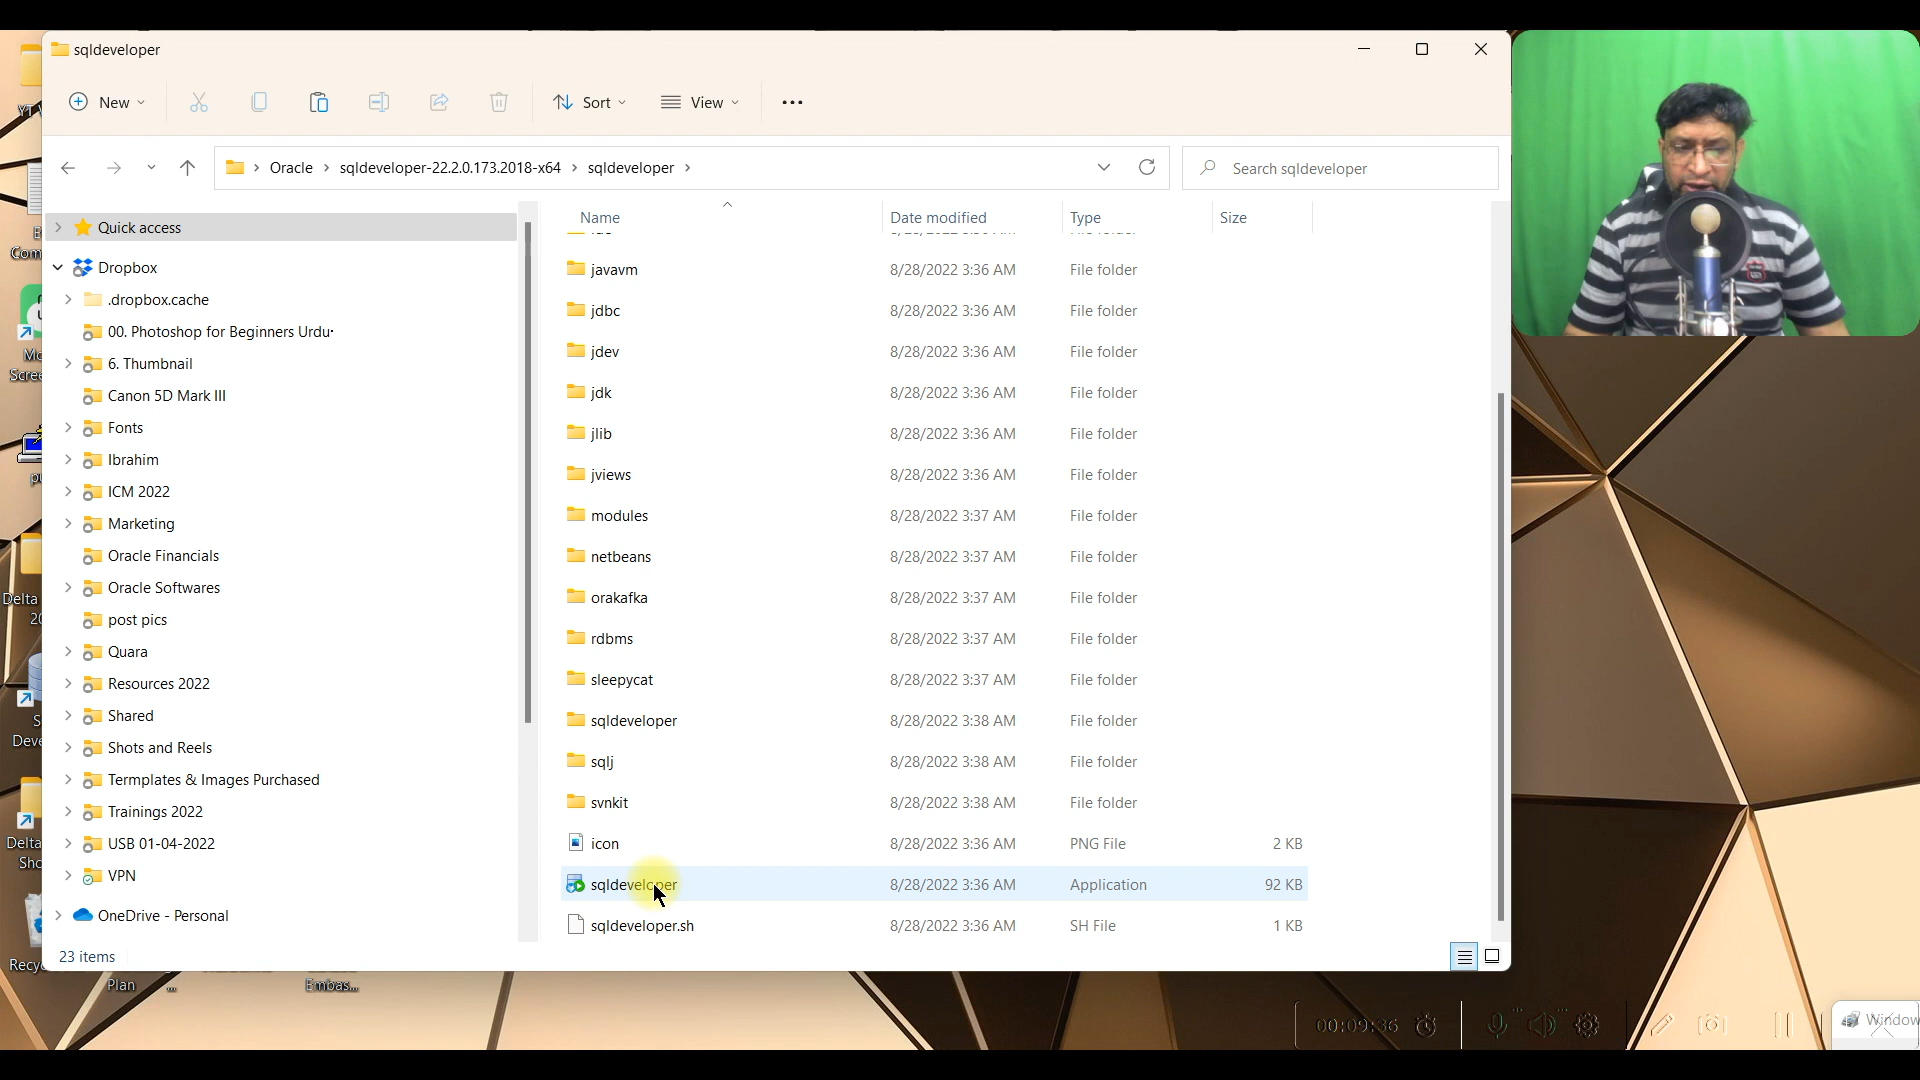 sqldeveloper
New
Sort
View
Oracle
sqldeveloper-22.2.0.173.2018-x64
sqldeveloper
Search sqldeveloper
Quick access
Dropbox
.dropbox.cache
00. Photoshop for Beginners Urdu
6. Thumbnail
Canon 5D Mark III
Fonts
Ibrahim
ICM 2022
Marketing
Oracle Financials
Oracle Softwares
post pics
Quara
Resources 2022
Shared
Shots and Reels
Termplates & Images Purchased
Trainings 2022
USB 01-04-2022
VPN
OneDrive - Personal
23 items
Name Date modified Type Size
javavm 8/28/2022 3:36 AM File folder
jdbc 8/28/2022 3:36 AM File folder
jdev 8/28/2022 3:36 AM File folder
jdk 8/28/2022 3:36 AM File folder
jlib 8/28/2022 3:36 AM File folder
jviews 8/28/2022 3:36 AM File folder
modules 8/28/2022 3:37 AM File folder
netbeans 8/28/2022 3:37 AM File folder
orakafka 8/28/2022 3:37 AM File folder
rdbms 8/28/2022 3:37 AM File folder
sleepycat 8/28/2022 3:37 AM File folder
sqldeveloper 8/28/2022 3:38 AM File folder
sqlj 8/28/2022 3:38 AM File folder
svnkit 8/28/2022 3:38 AM File folder
icon 8/28/2022 3:36 AM PNG File 2 KB
sqldeveloper 8/28/2022 3:36 AM Application 92 KB
sqldeveloper.sh 8/28/2022 3:36 AM SH File 1 KB
YT
Com
Mo
Scree
Delta
20
S
Deve
Delta
Sho
Recy
Plan
...
Embas...
00:09:36
Window